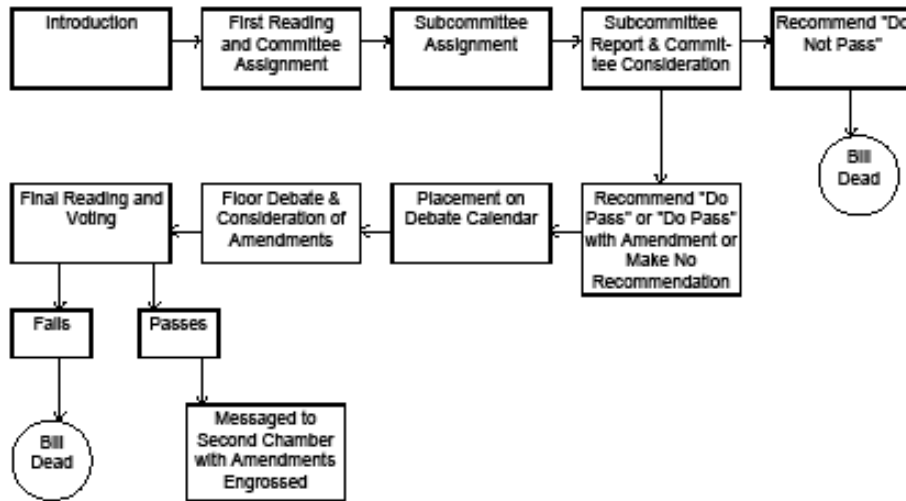 Introduction
First Reading
and Committee
Assignment
Subcommittee
Assignment
Subcommittee
Report & Commit-
tee Consideration
Recommend "Do
Not Pass"
Bill
Dead
Final Reading and
Voting
Floor Debate &
Consideration of
Amendments
Placement on
Debate Calendar
Recommend "Do
Pass" or "Do Pass"
with Amendment or
Make No
Recommendation
Fails
Passes
Bill
Dead
Messaged to
Second Chamber
with Amendments
Engrossed